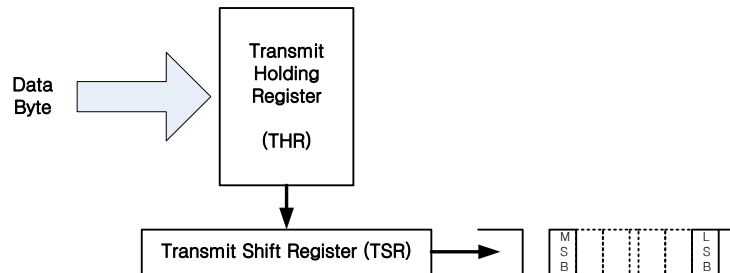 Data
Byte
Transmit
Holding
Register
(THR)
Transmit Shift Register (TSR)
M
S
B
L
S
B